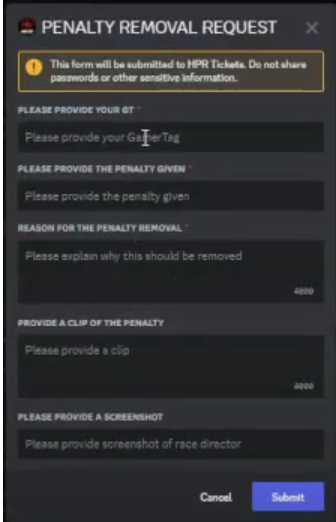 PENALTY REMOVAL REQUEST
This form will be submitted to HPR Tickets. Do not share
passwords or other sensitive information.
PLEASE PROVIDE YOUR GT *
Please provide your GamerTag
PLEASE PROVIDE THE PENALTY GIVEN *
Please provide the penalty given
REASON FOR THE PENALTY REMOVAL *
Please explain why this should be removed
4000
PROVIDE A CLIP OF THE PENALTY
Please provide a clip
4000
PLEASE PROVIDE A SCREENSHOT
Please provide screenshot of race director
Cancel Submit